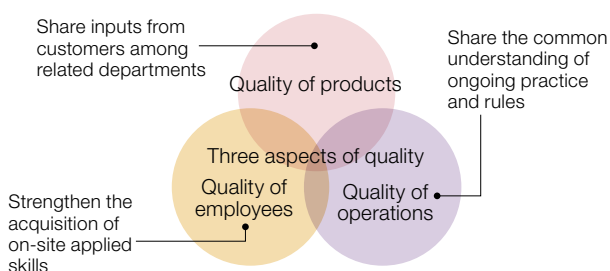 Share inputs from
customers among
related departments
Quality of products
Share the common
understanding of
ongoing practice
and rules
Three aspects of quality
Quality of
employees
Quality of
operations
Strengthen the
acquisition of
on-site applied
skills